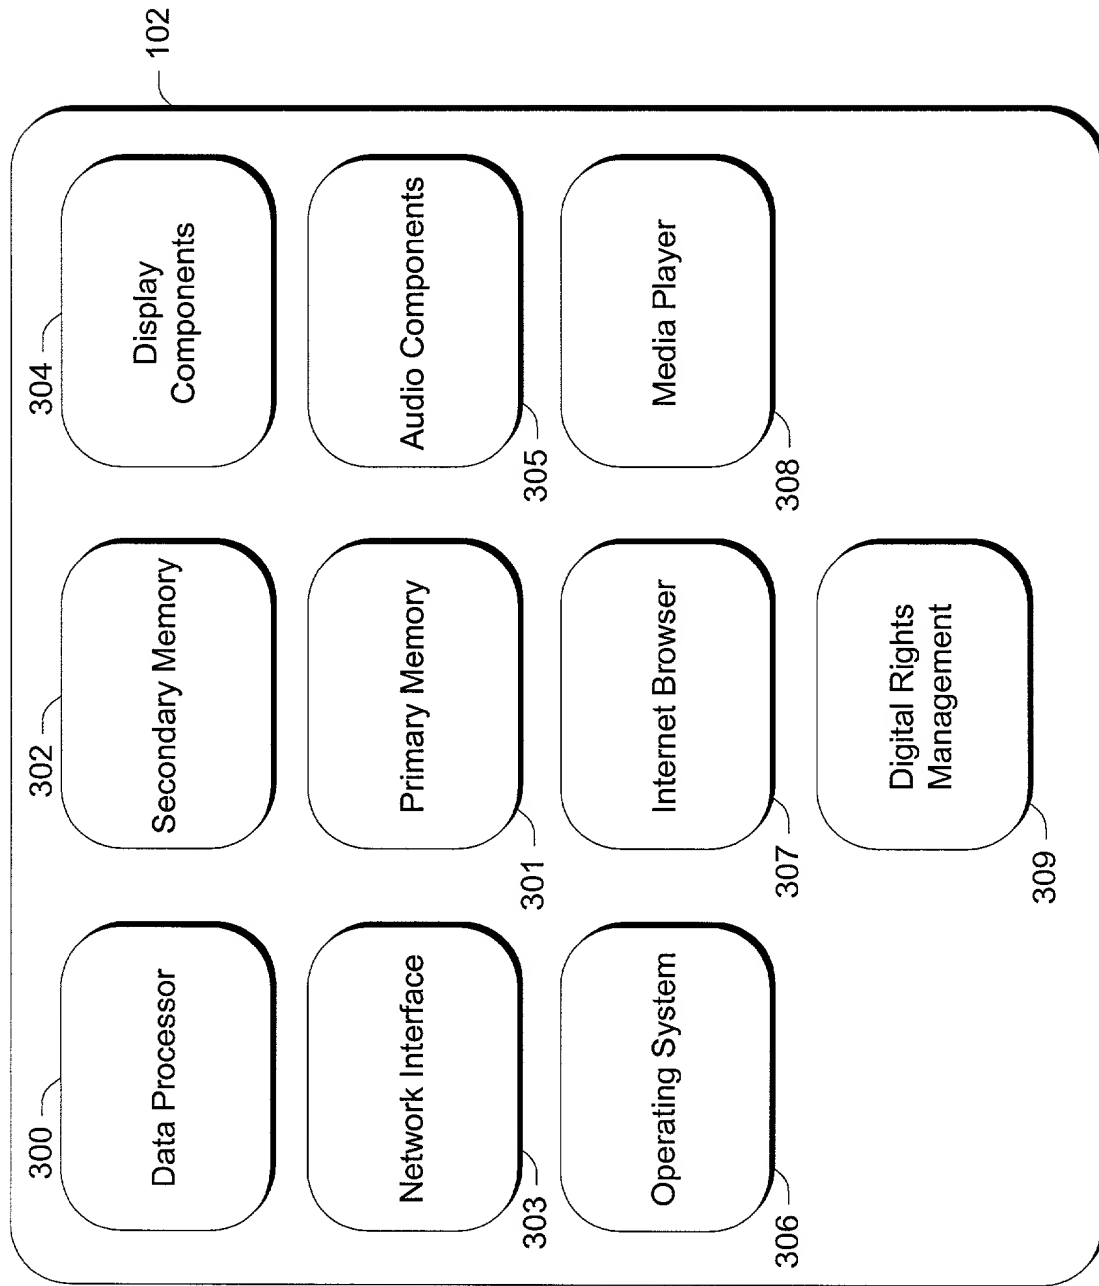 102
300
Data Processor
302
Secondary Memory
304
Display
Components
303
Network Interface
301
Primary Memory
305
Audio Components
306
Operating System
307
Internet Browser
308
Media Player
309
Digital Rights
Management